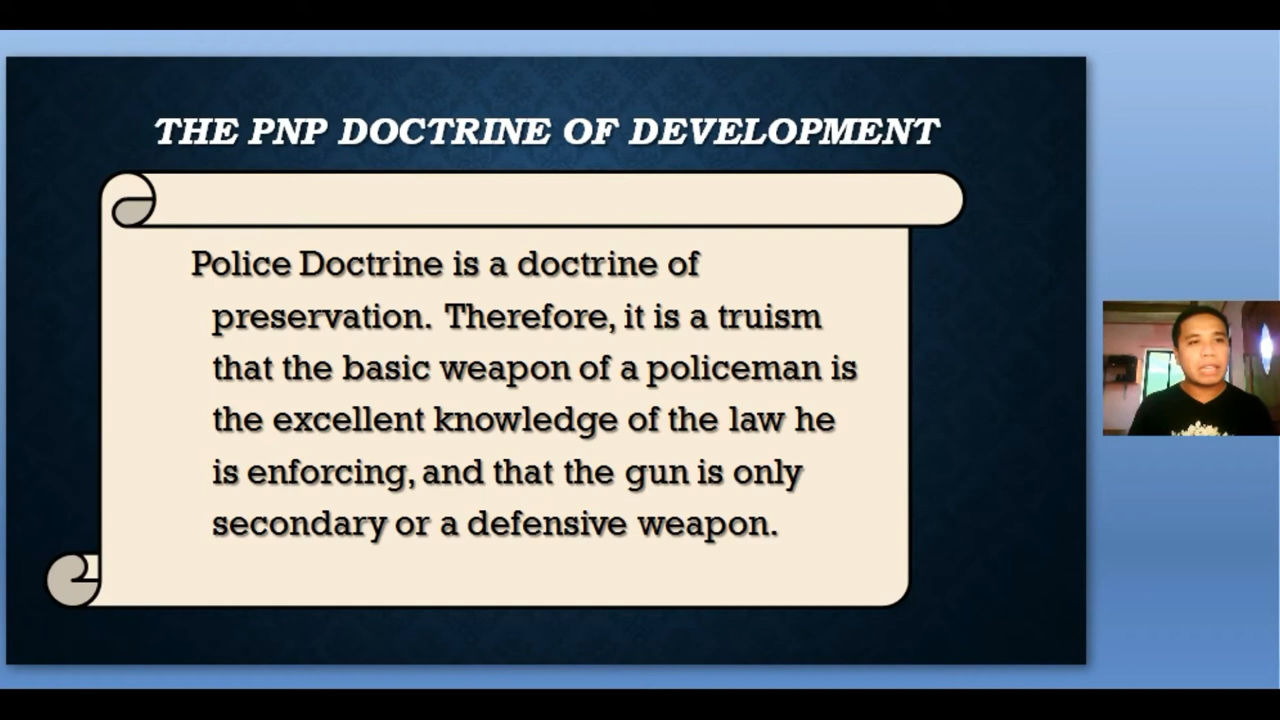 THE PNP DOCTRINE OF DEVELOPMENT
Police Doctrine is a doctrine of
preservation. Therefore, it is a truism
that the basic weapon of a policeman is
the excellent knowledge of the law he
is enforcing, and that the gun is only
secondary or a defensive weapon.